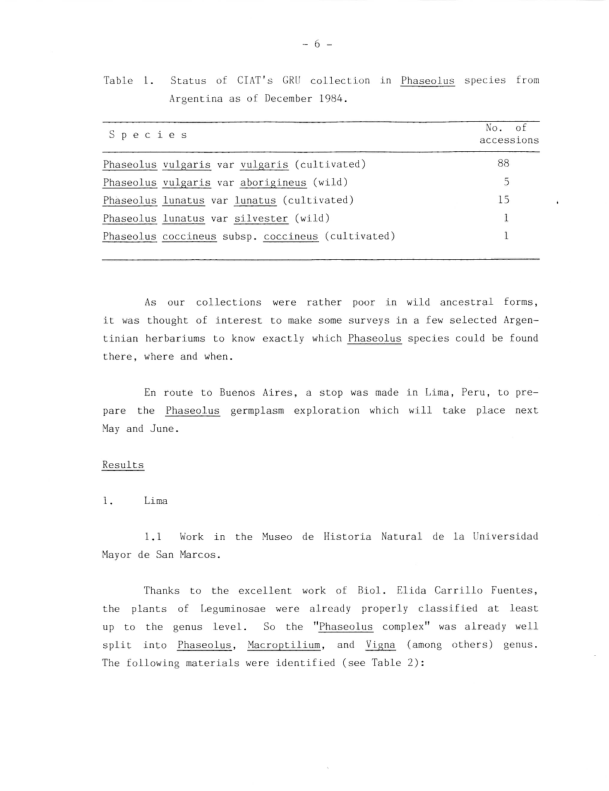 - 6 -
Table 1. Status of CIAT's GRU collection in Phaseolus species from
Argentina as of December 1984.
Species No. of
accessions
Phaseolus vulgaris var vulgaris (cultivated) 88
Phaseolus vulgaris var aborigineus (wild) 5
Phaseolus lunatus var lunatus (cultivated) 15
Phaseolus lunatus var silvester (wild) 1
Phaseolus coccineus subsp. coccineus (cultivated) 1
As our collections were rather poor in wild ancestral forms,
it was thought of interest to make some surveys in a few selected Argen-
tinian herbariums to know exactly which Phaseolus species could be found
there, where and when.
En route to Buenos Aires, a stop was made in Lima, Peru, to pre-
pare the Phaseolus germplasm exploration which will take place next
May and June.
Results
1. Lima
1.1 Work in the Museo de Historia Natural de la Universidad
Mayor de San Marcos.
Thanks to the excellent work of Biol. Elida Carrillo Fuentes,
the plants of Leguminosae were already properly classified at least
up to the genus level. So the "Phaseolus complex" was already well
split into Phaseolus, Macroptilium, and Vigna (among others) genus.
The following materials were identified (see Table 2):